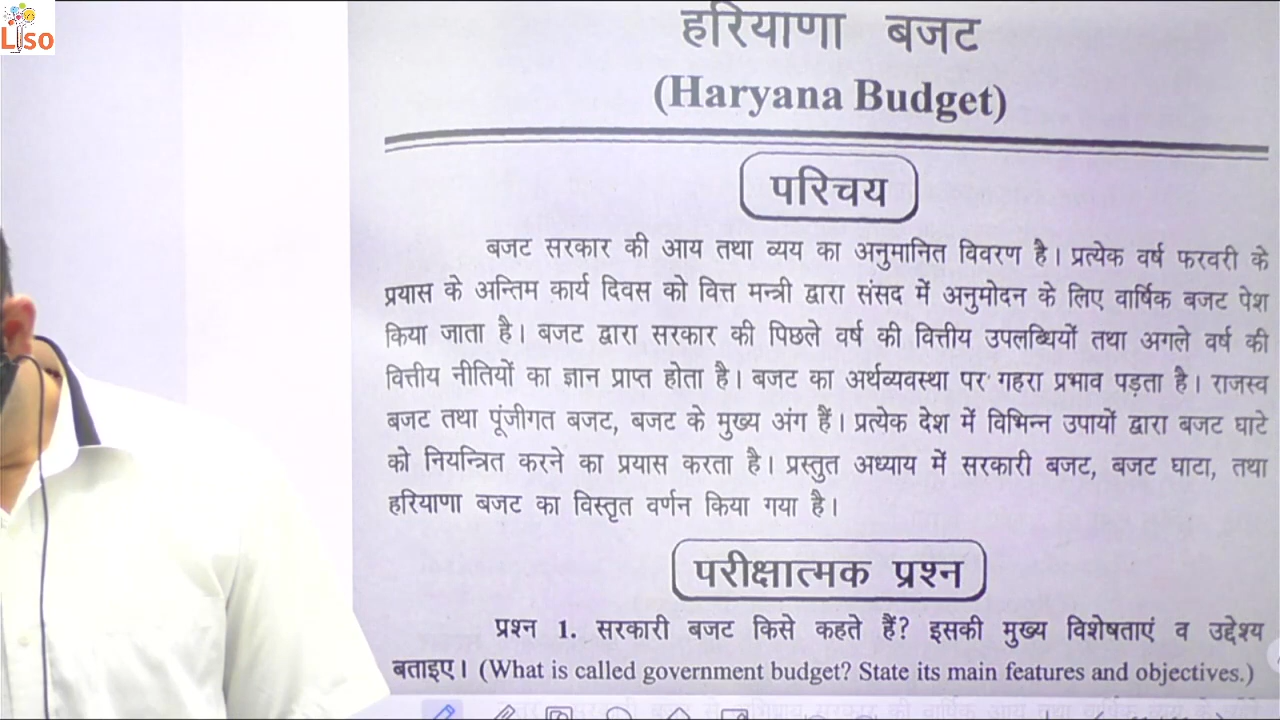 Liso
हरियाणा बजट
(Haryana Budget)
परिचय
बजट सरकार की आय तथा व्यय का अनुमानित विवरण है। प्रत्येक वर्ष फरवरी के
प्रयास के अन्तिम कार्य दिवस को वित्त मन्त्री द्वारा संसद में अनुमोदन के लिए वार्षिक बजट पेश
किया जाता है। बजट द्वारा सरकार की पिछले वर्ष की वित्तीय उपलब्धियों तथा अगले वर्ष की
वित्तीय नीतियों का ज्ञान प्राप्त होता है। बजट का अर्थव्यवस्था पर गहरा प्रभाव पड़ता है। राजस्व
बजट तथा पूंजीगत बजट, बजट के मुख्य अंग हैं। प्रत्येक देश में विभिन्न उपायों द्वारा बजट घाटे
को नियन्त्रित करने का प्रयास करता है। प्रस्तुत अध्याय में सरकारी बजट, बजट घाटा, तथा
हरियाणा बजट का विस्तृत वर्णन किया गया है।
परीक्षात्मक प्रश्न
प्रश्न 1. सरकारी बजट किसे कहते हैं? इसकी मुख्य विशेषताएं व उद्देश्य
बताइए। (What is called government budget? State its main features and objectives.)